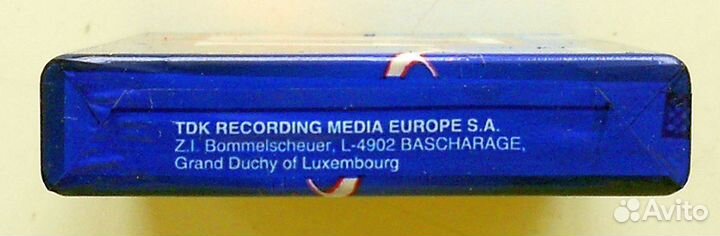 TDK RECORDING MEDIA EUROPE S.A.
Z.I. Bommelscheuer, L-4902 BASCHARAGE,
Grand Duchy of Luxembourg
Avito